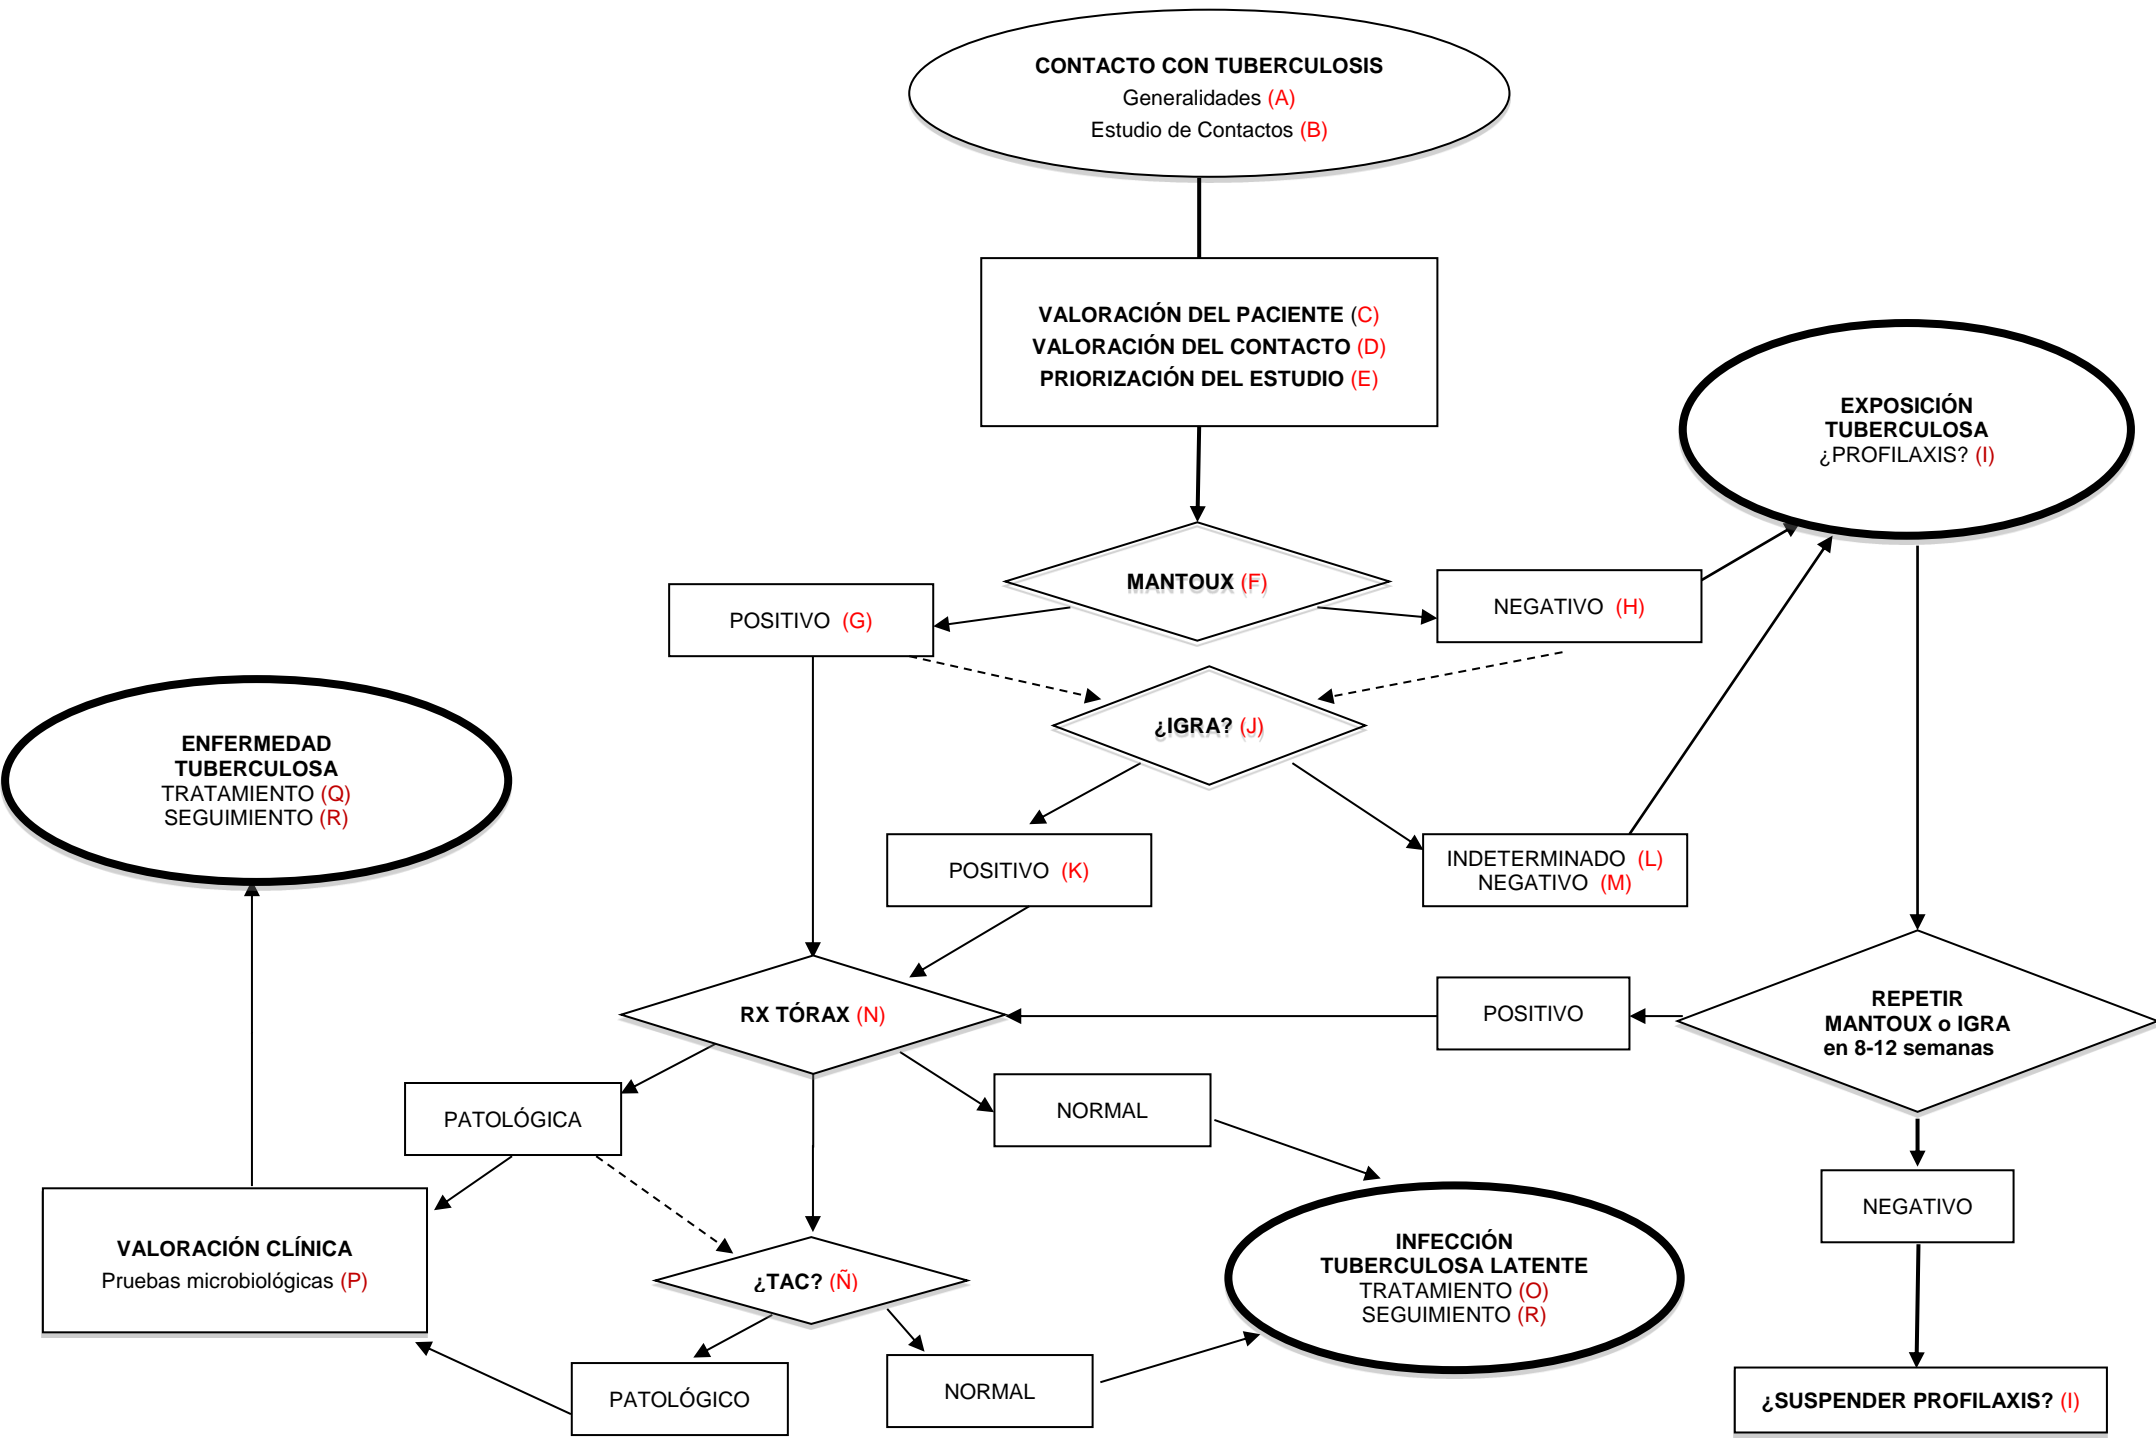 CONTACTO CON TUBERCULOSIS
Generalidades (A)
Estudio de Contactos (B)
VALORACIÓN DEL PACIENTE (C)
VALORACIÓN DEL CONTACTO (D)
PRIORIZACIÓN DEL ESTUDIO (E)
EXPOSICIÓN
TUBERCULOSA
¿PROFILAXIS? (I)
MANTOUX (F)
POSITIVO (G)
NEGATIVO (H)
¿IGRA? (J)
ENFERMEDAD
TUBERCULOSA
TRATAMIENTO (Q)
SEGUIMIENTO (R)
POSITIVO (K)
INDETERMINADO (L)
NEGATIVO (M)
RX TÓRAX (N)
POSITIVO
REPETIR
MANTOUX o IGRA
en 8-12 semanas
PATOLÓGICA
NORMAL
NEGATIVO
VALORACIÓN CLÍNICA
Pruebas microbiológicas (P)
¿TAC? (Ñ)
INFECCIÓN
TUBERCULOSA LATENTE
TRATAMIENTO (O)
SEGUIMIENTO (R)
PATOLÓGICO
NORMAL
¿SUSPENDER PROFILAXIS? (I)